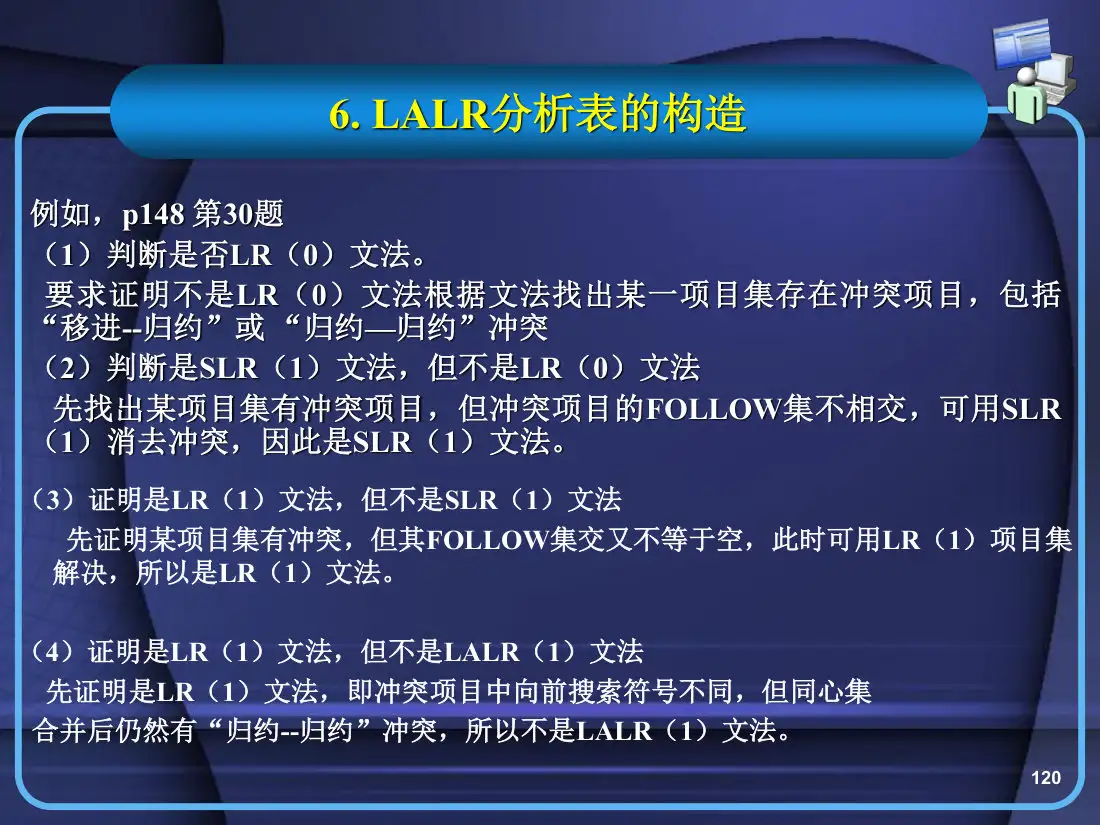 6. LALR分析表的构造
例如，p148 第30题
（1）判断是否LR（0）文法。
要求证明不是LR（0）文法根据文法找出某一项目集存在冲突项目，包括
“移进--归约”或 “归约—归约”冲突
（2）判断是SLR（1）文法，但不是LR（0）文法
先找出某项目集有冲突项目，但冲突项目的FOLLOW集不相交，可用SLR
（1）消去冲突，因此是SLR（1）文法。
（3）证明是LR（1）文法，但不是SLR（1）文法
先证明某项目集有冲突，但其FOLLOW集交又不等于空，此时可用LR（1）项目集
解决，所以是LR（1）文法。
（4）证明是LR（1）文法，但不是LALR（1）文法
先证明是LR（1）文法，即冲突项目中向前搜索符号不同，但同心集
合并后仍然有“归约--归约”冲突，所以不是LALR（1）文法。
120